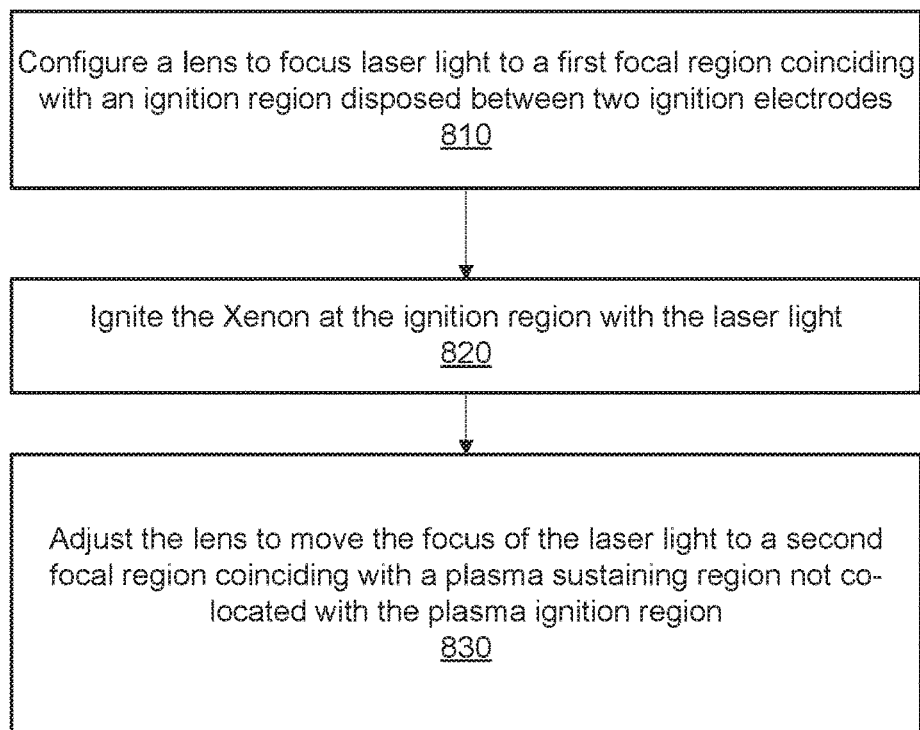 Configure a lens to focus laser light to a first focal region coinciding
with an ignition region disposed between two ignition electrodes
810
Ignite the Xenon at the ignition region with the laser light
820
Adjust the lens to move the focus of the laser light to a second
focal region coinciding with a plasma sustaining region not co-
located with the plasma ignition region
830